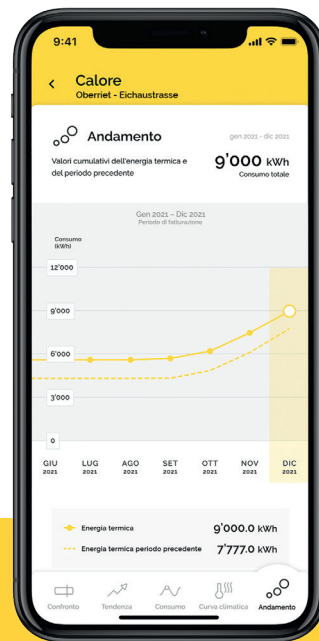 9:41
Calore
Oberriet - Eichaustrasse
Andamento
gen 2021 - dic 2021
Valori cumulativi dell'energia termica e
del periodo precedente
9'000 kWh
Consumo totale
Gen 2021 – Dic 2021
Periodo di fatturazione
Consumo
(kWh)
12'000
9'000
6'000
3'000
0
GIU LUG AGO SET OTT NOV DIC
2021 2021 2021 2021 2021 2021 2021
Energia termica 9'000.0 kWh
Energia termica periodo precedente 7'777.0 kWh
Confronto Tendenza Consumo Curva climatica Andamento